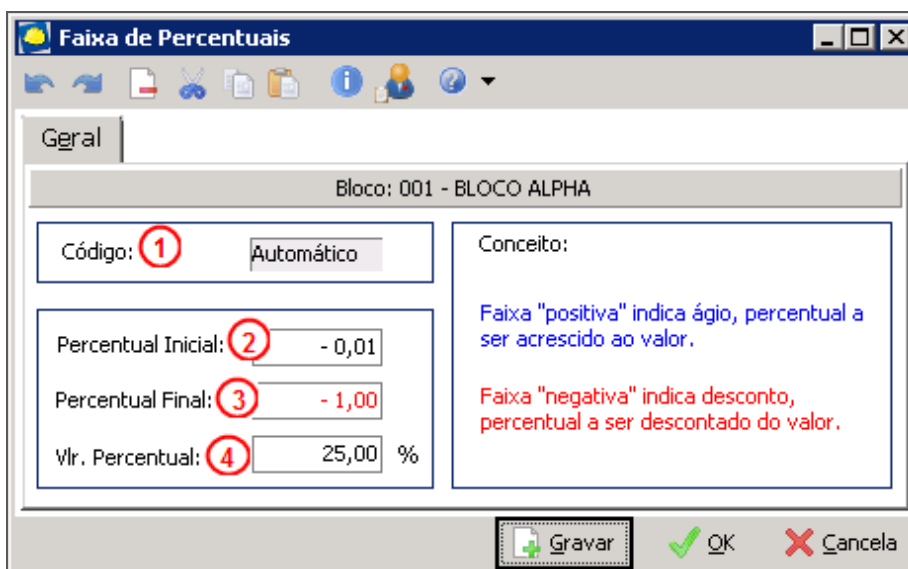 Faixa de Percentuais
Geral
Bloco: 001 - BLOCO ALPHA
Código: 1 Automático
Conceito:
Faixa "positiva" indica ágio, percentual a
ser acrescido ao valor.
Faixa "negativa" indica desconto,
percentual a ser descontado do valor.
Percentual Inicial: 2 - 0,01
Percentual Final: 3 - 1,00
Vlr. Percentual: 4 25,00 %
Gravar OK Cancela